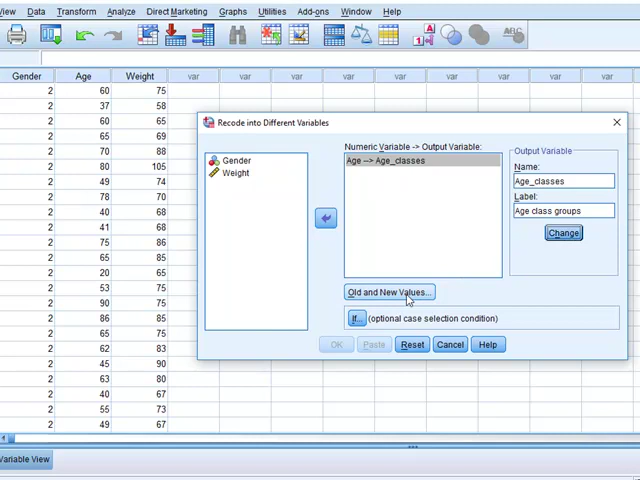 View Data Transform Analyze Direct Marketing Graphs Utilities Add-ons Window Help
Gender Age Weight var var var var var var var var
2 60 75
2 37 58
2 60 65
2 65 69
2 70 88
2 80 105
2 49 74
2 78 70
2 40 68
2 41 68
2 75 86
2 65 65
2 20 65
2 53 75
2 90 75
2 86 85
2 65 75
2 62 83
2 45 90
2 63 80
2 40 67
2 55 73
2 49 67
Recode into Different Variables
Gender
Weight
Numeric Variable -> Output Variable:
Age --> Age_classes
Output Variable
Name:
Age_classes
Label:
Age class groups
Change
Old and New Values...
If... (optional case selection condition)
OK Paste Reset Cancel Help
Variable View